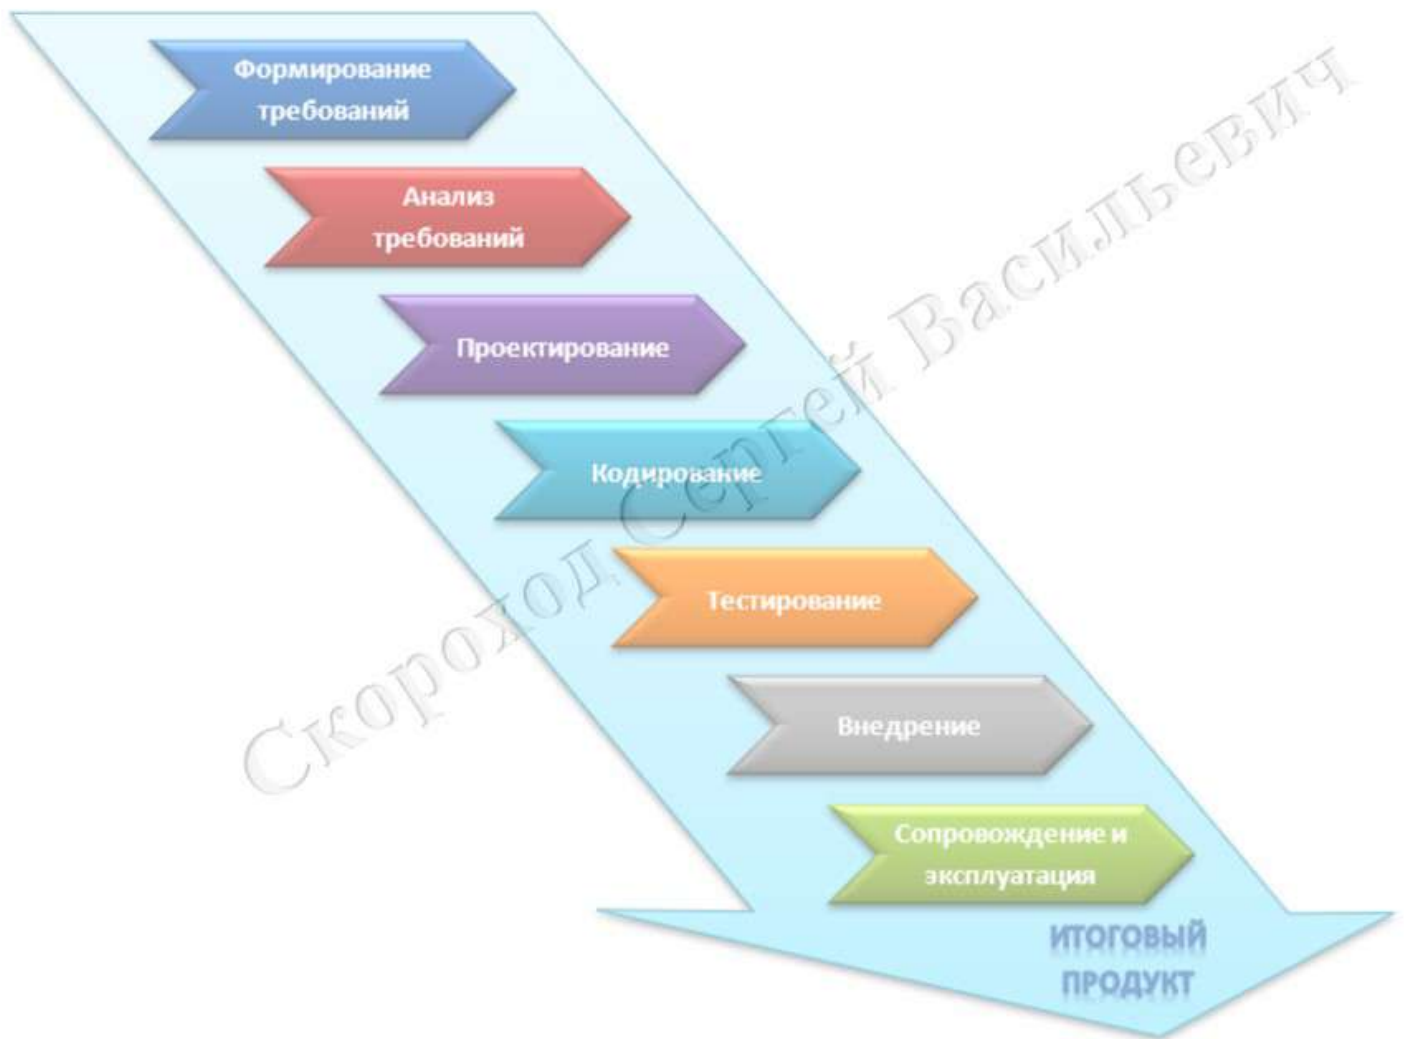 Формирование
требований
Анализ
требований
Проектирование
Кодирование
Тестирование
Внедрение
Сопровождение и
эксплуатация
ИТОГОВЫЙ
ПРОДУКТ
Скороход Сергей Васильевич